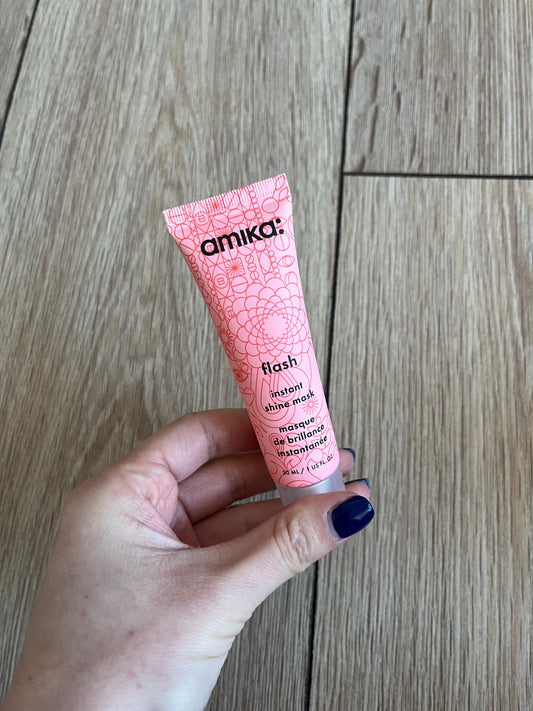 amika:
flash
instant
shine mask
masque
de brillance
instantanée
30 ML / 1 US FL.OZ